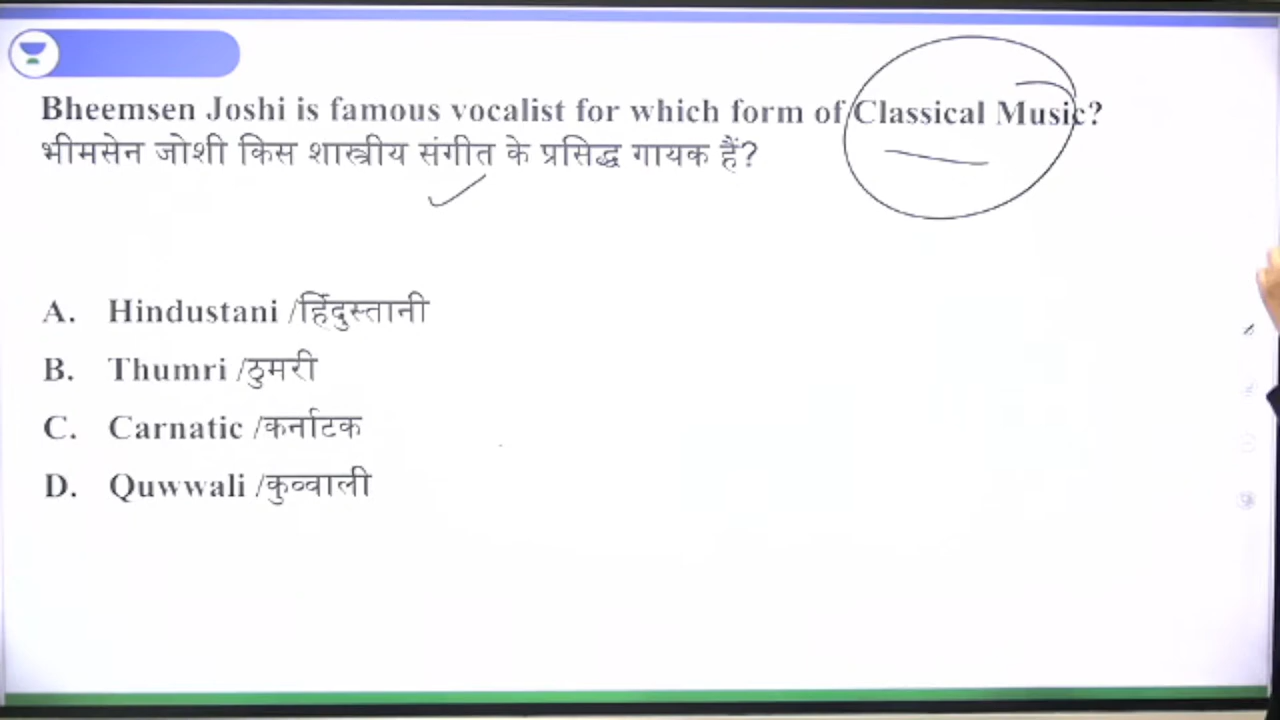 Bheemsen Joshi is famous vocalist for which form of Classical Music?
भीमसेन जोशी किस शास्त्रीय संगीत के प्रसिद्ध गायक हैं?
A. Hindustani /हिंदुस्तानी
B. Thumri /ठुमरी
C. Carnatic /कर्नाटक
D. Quwwali /कुव्वाली